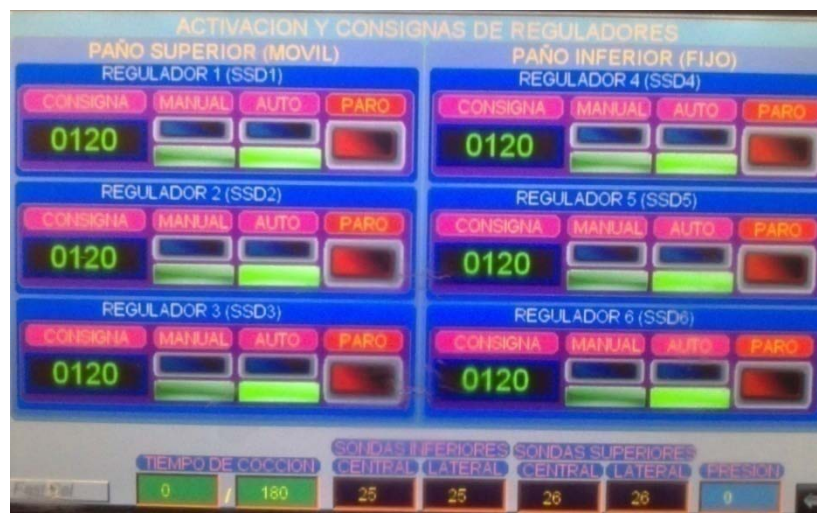 ACTIVACION Y CONSIGNAS DE REGULADORES
PAÑO SUPERIOR (MOVIL)
REGULADOR 1 (SSD1)
CONSIGNA MANUAL AUTO PARO
0120
REGULADOR 2 (SSD2)
CONSIGNA MANUAL AUTO PARO
0120
REGULADOR 3 (SSD3)
CONSIGNA MANUAL AUTO PARO
0120
PAÑO INFERIOR (FIJO)
REGULADOR 4 (SSD4)
CONSIGNA MANUAL AUTO PARO
0120
REGULADOR 5 (SSD5)
CONSIGNA MANUAL AUTO PARO
0120
REGULADOR 6 (SSD6)
CONSIGNA MANUAL AUTO PARO
0120
TIEMPO DE COCCION
0 / 180
SONDAS INFERIORES
CENTRAL LATERAL
25 25
SONDAS SUPERIORES
CENTRAL LATERAL
26 26
PRESION
0